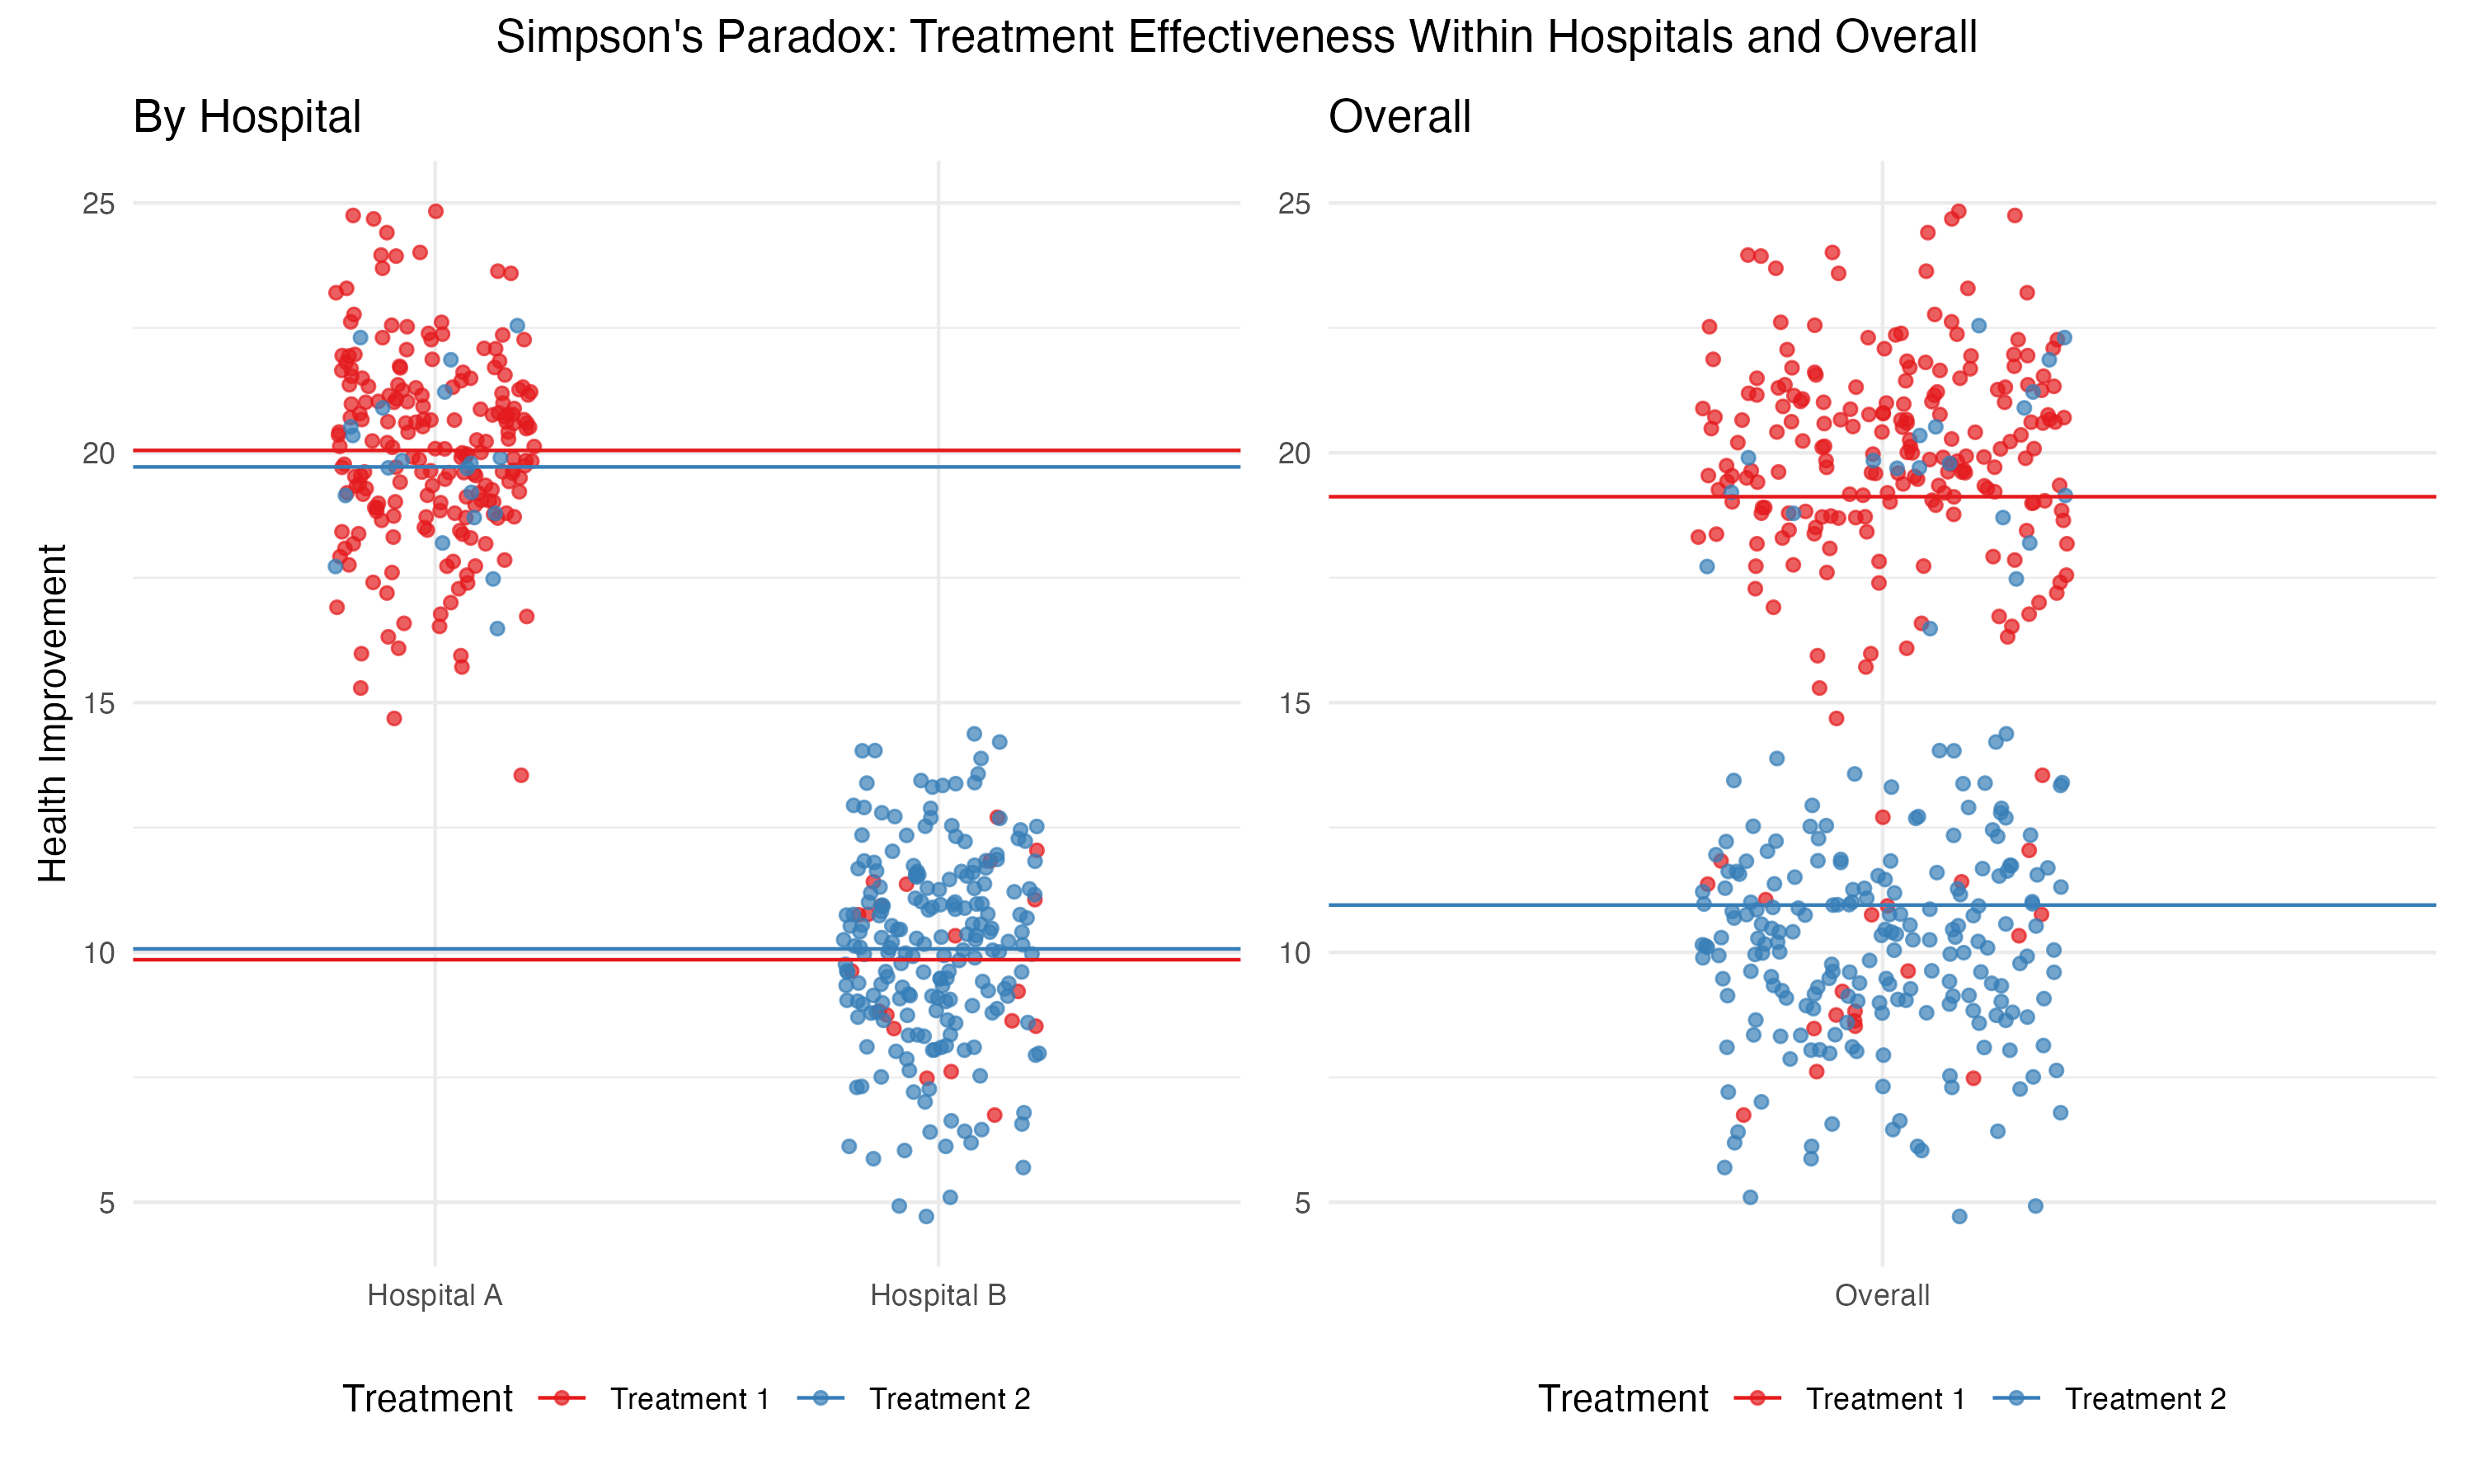 Simpson's Paradox: Treatment Effectiveness Within Hospitals and Overall
By Hospital
Health Improvement
25
20
15
10
5
Hospital A
Hospital B
Treatment
Treatment 1
Treatment 2
Overall
25
20
15
10
5
Overall
Treatment
Treatment 1
Treatment 2